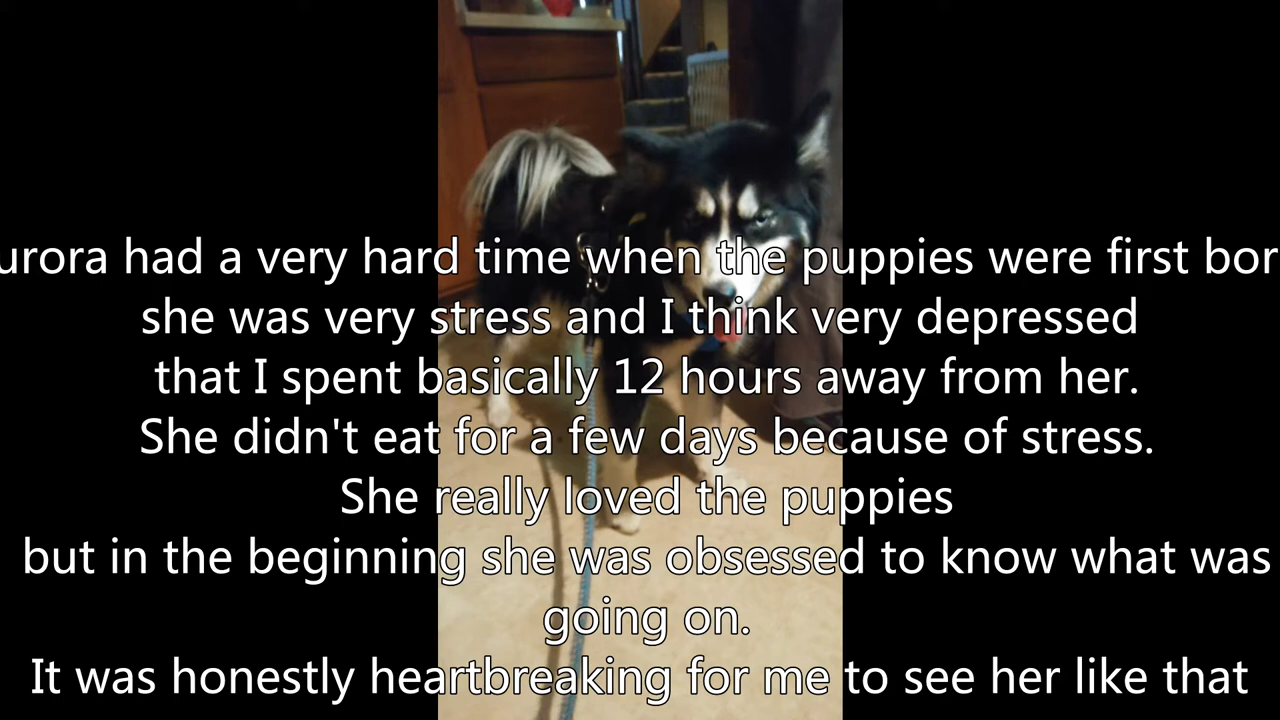 urora had a very hard time when the puppies were first bor
she was very stress and I think very depressed
that I spent basically 12 hours away from her.
She didn't eat for a few days because of stress.
She really loved the puppies
but in the beginning she was obsessed to know what was
going on.
It was honestly heartbreaking for me to see her like that